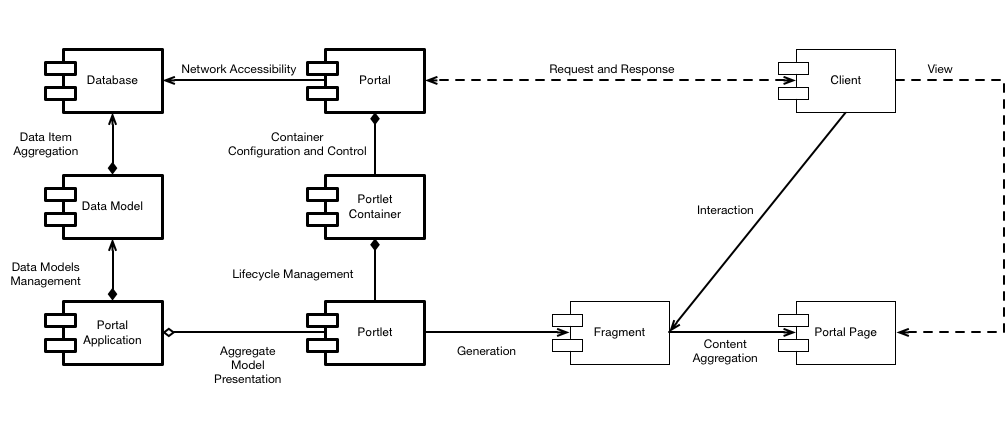 Database
Network Accessibility
Portal
Request and Response
Client
View
Data Item
Aggregation
Container
Configuration and Control
Data Model
Portlet
Container
Interaction
Data Models
Management
Lifecycle Management
Portal
Application
Aggregate
Model
Presentation
Portlet
Generation
Fragment
Content
Aggregation
Portal Page